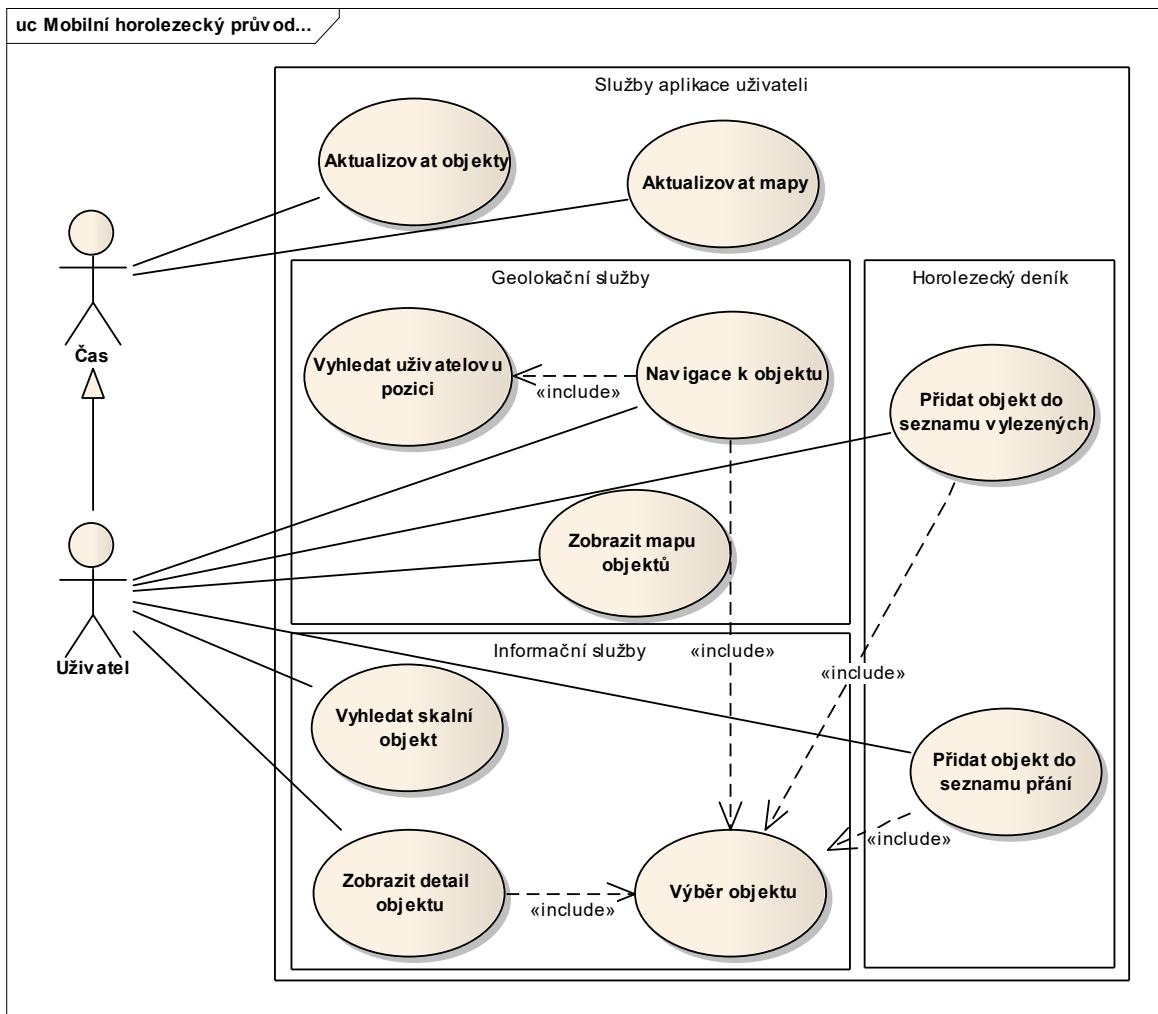 uc Mobilní horolezecký průvod...
Služby aplikace uživateli
Aktualizovat objekty
Aktualizovat mapy
Čas
Geolokační služby
Horolezecký deník
Vyhledat uživatelovu
pozici
«include»
Navigace k objektu
Přidat objekt do
seznamu vylezených
Zobrazit mapu
objektů
Uživatel
Informační služby
«include»
«include»
Vyhledat skalní
objekt
Přidat objekt do
seznamu přání
«include»
Zobrazit detail
objektu
«include»
Výběr objektu